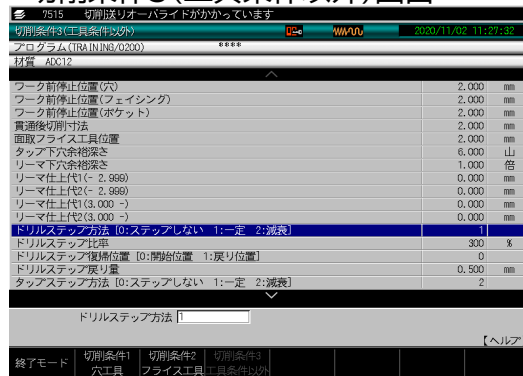 7515 切削送りオーバライドがかかっています
切削条件3(工具条件以外) 2020/11/02 11:27:32
プログラム(TRAINING/0200) ****
材質 ADC12
ワーク前停止位置(穴) 2.000 mm
ワーク前停止位置(フェイシング) 2.000 mm
ワーク前停止位置(ポケット) 2.000 mm
貫通後切削寸法 2.000 mm
面取フライス工具位置 2.000 mm
タップ下穴余裕深さ 6.000 山
リーマ下穴余裕深さ 1.000 倍
リーマ仕上代1(- 2.999) 0.000 mm
リーマ仕上代2(- 2.999) 0.000 mm
リーマ仕上代1(3.000 -) 0.000 mm
リーマ仕上代2(3.000 -) 0.000 mm
ドリルステップ方法 [0:ステップしない 1:一定 2:減衰] 1
ドリルステップ比率 300 %
ドリルステップ復帰位置 [0:開始位置 1:戻り位置] 0
ドリルステップ戻り量 0.500 mm
タップステップ方法 [0:ステップしない 1:一定 2:減衰] 2
ドリルステップ方法 1
【ヘルプ
終了モード 切削条件1 切削条件2 切削条件3
穴工具 フライス工具 工具条件以外